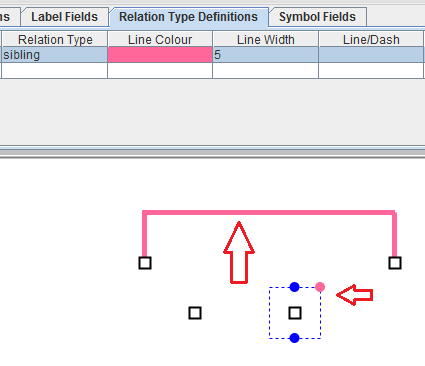 ns Label Fields Relation Type Definitions Symbol Fields
Relation Type Line Colour Line Width Line/Dash
sibling 5